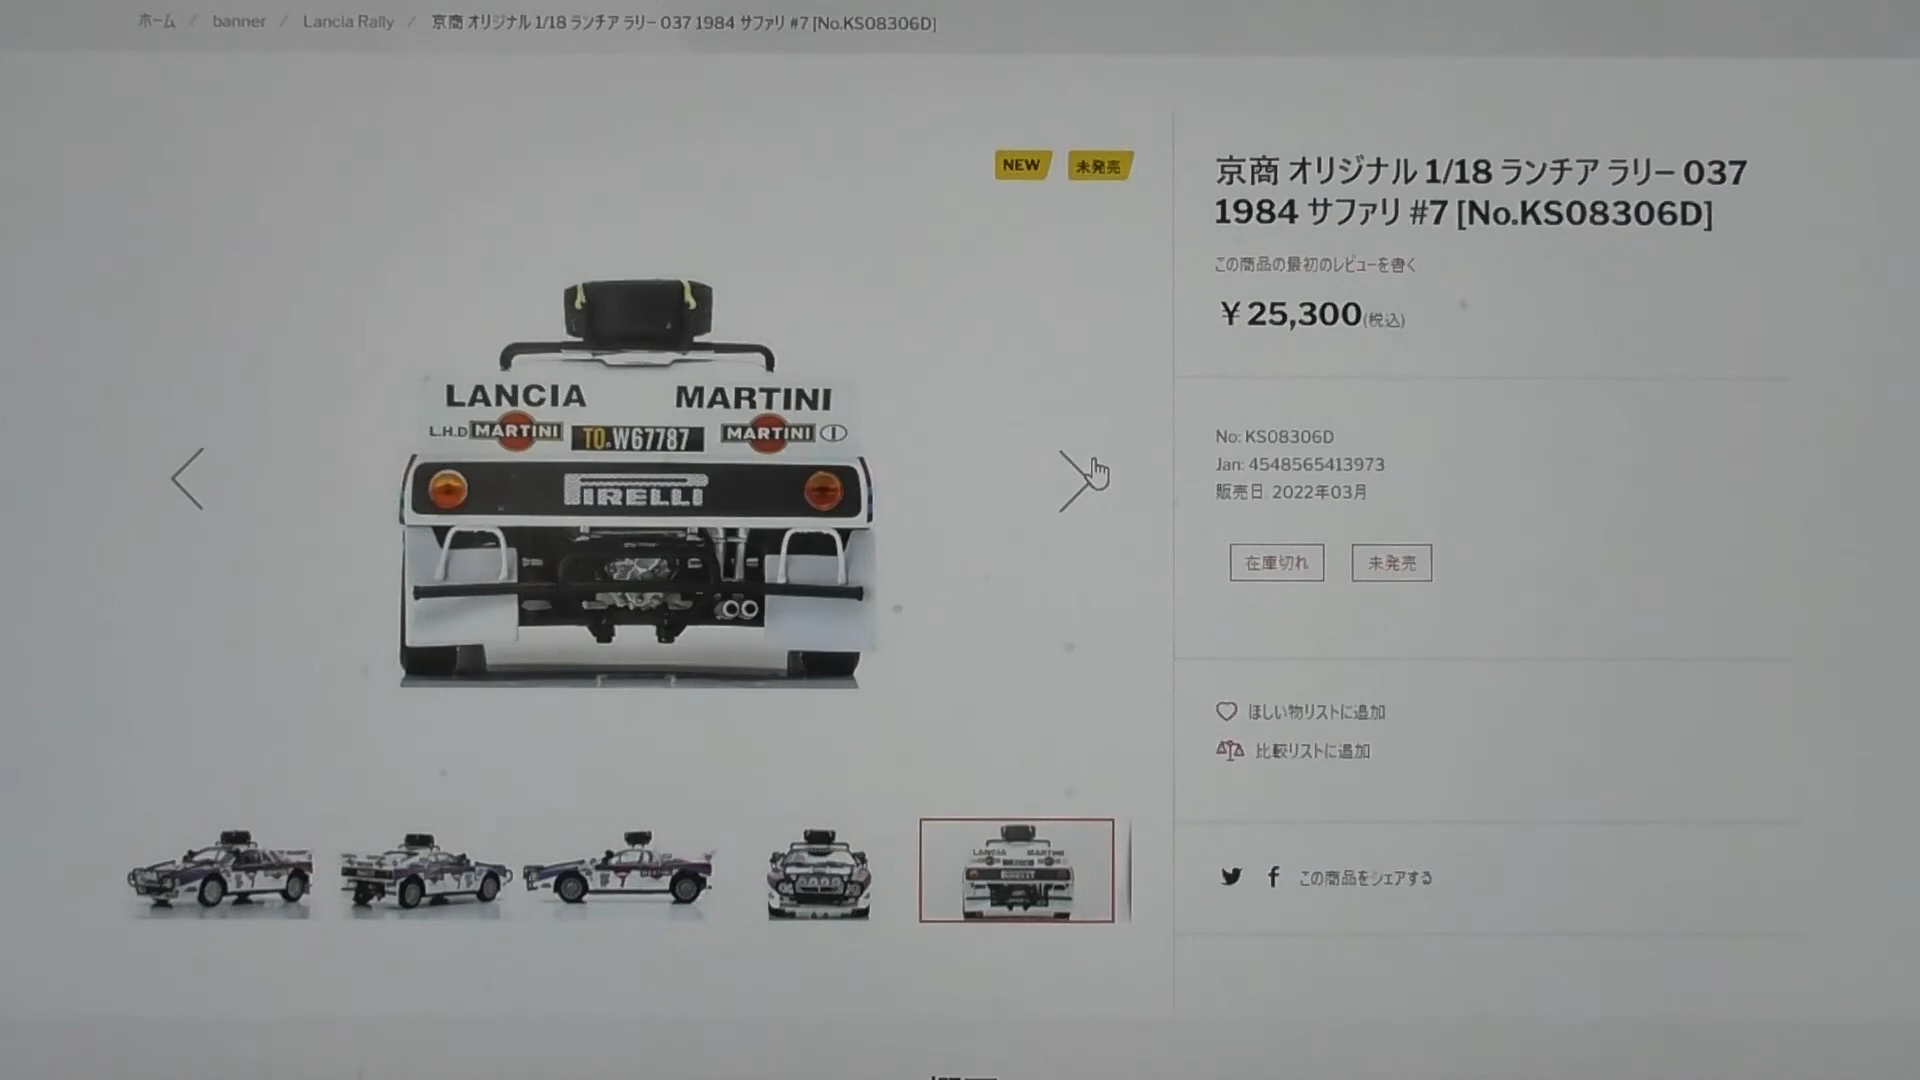 ホーム / banner / Lancia Rally / 京商 オリジナル 1/18 ランチア ラリー 037 1984 サファリ #7 [No.KS08306D]
NEW 未発売
京商 オリジナル 1/18 ランチア ラリー 037
1984 サファリ #7 [No.KS08306D]
この商品の最初のレビューを書く
¥25,300(税込)
LANCIA MARTINI
L.H.D MARTINI TO.W67787 MARTINI I
PIRELLI
No: KS08306D
Jan: 4548565413973
販売日 2022年03月
在庫切れ 未発売
ほしい物リストに追加
比較リストに追加
この商品をシェアする